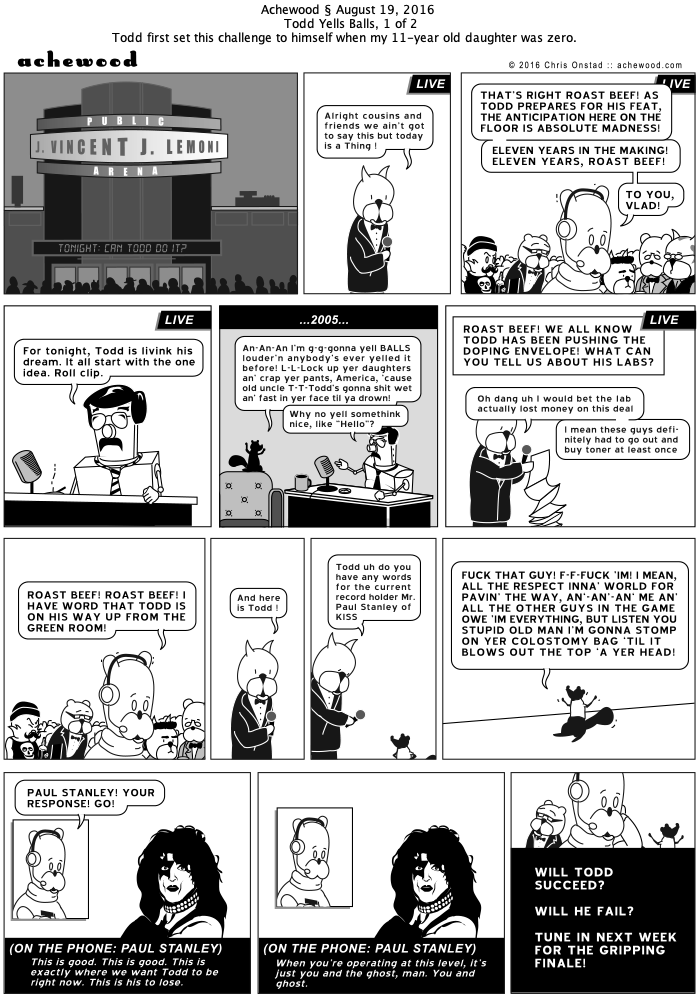 Achewood § August 19, 2016
Todd Yells Balls, 1 of 2
Todd first set this challenge to himself when my 11-year old daughter was zero.
achewood
© 2016 Chris Onstad :: achewood.com
PUBLIC
J. VINCENT J. LEMONI
ARENA
TONIGHT: CAN TODD DO IT?
LIVE
Alright cousins and
friends we ain't got
to say this but today
is a Thing !
LIVE
THAT'S RIGHT ROAST BEEF! AS
TODD PREPARES FOR HIS FEAT,
THE ANTICIPATION HERE ON THE
FLOOR IS ABSOLUTE MADNESS!
ELEVEN YEARS IN THE MAKING!
ELEVEN YEARS, ROAST BEEF!
TO YOU,
VLAD!
LIVE
For tonight, Todd is livink his
dream. It all start with the one
idea. Roll clip.
...2005...
An-An-An I'm g-g-gonna yell BALLS
louder'n anybody's ever yelled it
before! L-L-Lock up yer daughters
an' crap yer pants, America, 'cause
old uncle T-T-Todd's gonna shit wet
an' fast in yer face til ya drown!
Why no yell somethink
nice, like "Hello"?
LIVE
ROAST BEEF! WE ALL KNOW
TODD HAS BEEN PUSHING THE
DOPING ENVELOPE! WHAT CAN
YOU TELL US ABOUT HIS LABS?
Oh dang uh I would bet the lab
actually lost money on this deal
I mean these guys defi-
nitely had to go out and
buy toner at least once
ROAST BEEF! ROAST BEEF! I
HAVE WORD THAT TODD IS
ON HIS WAY UP FROM THE
GREEN ROOM!
And here
is Todd !
Todd uh do you
have any words
for the current
record holder Mr.
Paul Stanley of
KISS
FUCK THAT GUY! F-F-FUCK 'IM! I MEAN,
ALL THE RESPECT INNA' WORLD FOR
PAVIN' THE WAY, AN'-AN'-AN' ME AN'
ALL THE OTHER GUYS IN THE GAME
OWE 'IM EVERYTHING, BUT LISTEN YOU
STUPID OLD MAN I'M GONNA STOMP
ON YER COLOSTOMY BAG 'TIL IT
BLOWS OUT THE TOP 'A YER HEAD!
PAUL STANLEY! YOUR
RESPONSE! GO!
(ON THE PHONE: PAUL STANLEY)
This is good. This is good. This is
exactly where we want Todd to be
right now. This is his to lose.
(ON THE PHONE: PAUL STANLEY)
When you're operating at this level, it's
just you and the ghost, man. You and
ghost.
WILL TODD
SUCCEED?
WILL HE FAIL?
TUNE IN NEXT WEEK
FOR THE GRIPPING
FINALE!